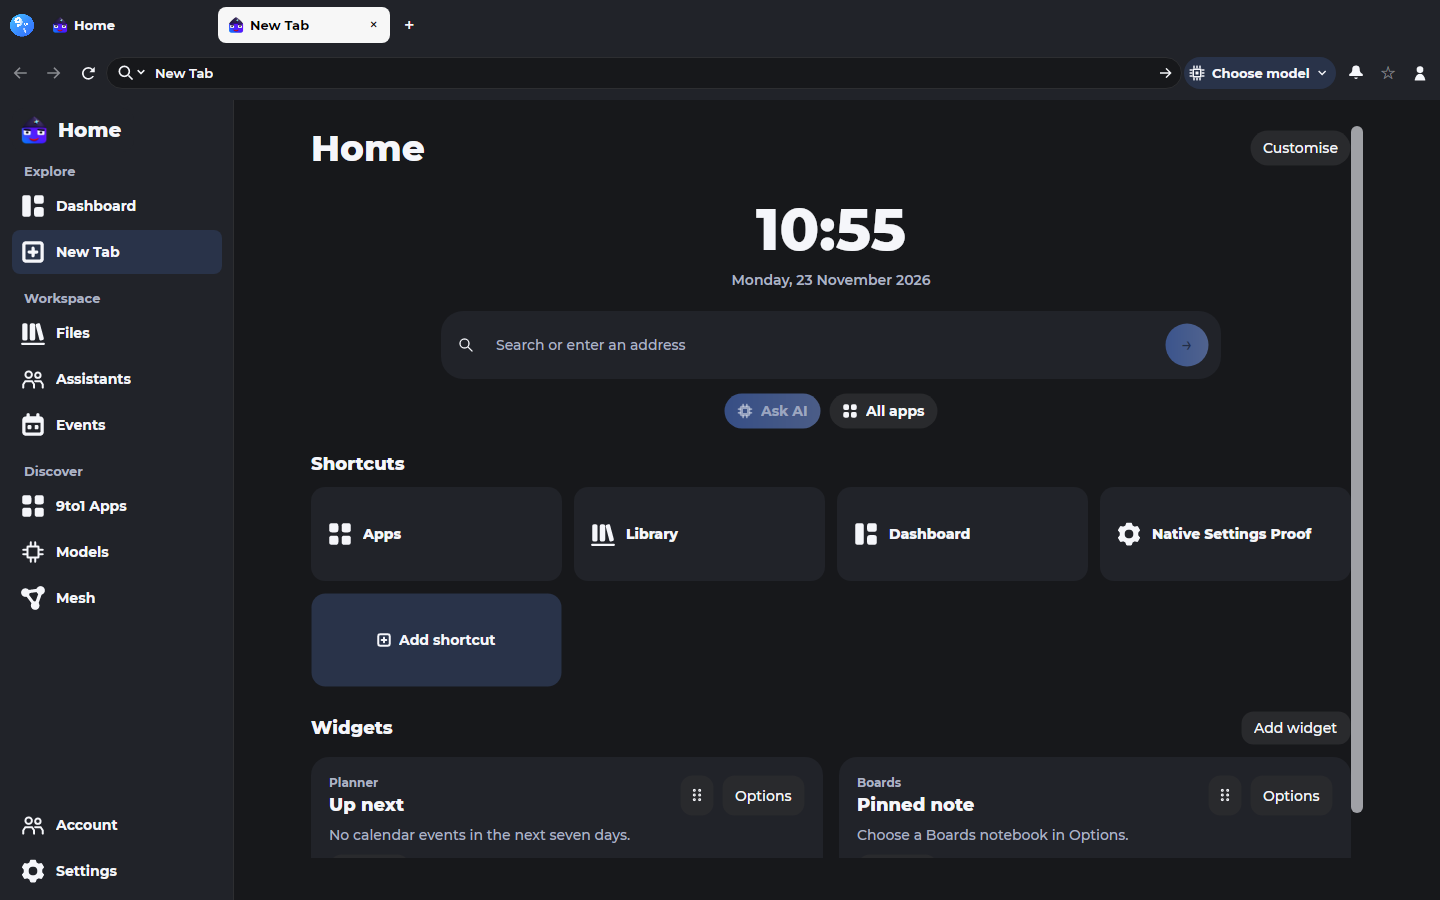 Home
New Tab
New Tab
Choose model
Home
Explore
Dashboard
New Tab
Workspace
Files
Assistants
Events
Discover
9to1 Apps
Models
Mesh
Account
Settings
Home
Customise
10:55
Monday, 23 November 2026
Search or enter an address
Ask AI
All apps
Shortcuts
Apps
Library
Dashboard
Native Settings Proof
Add shortcut
Widgets
Add widget
Planner
Up next
Options
No calendar events in the next seven days.
Boards
Pinned note
Options
Choose a Boards notebook in Options.